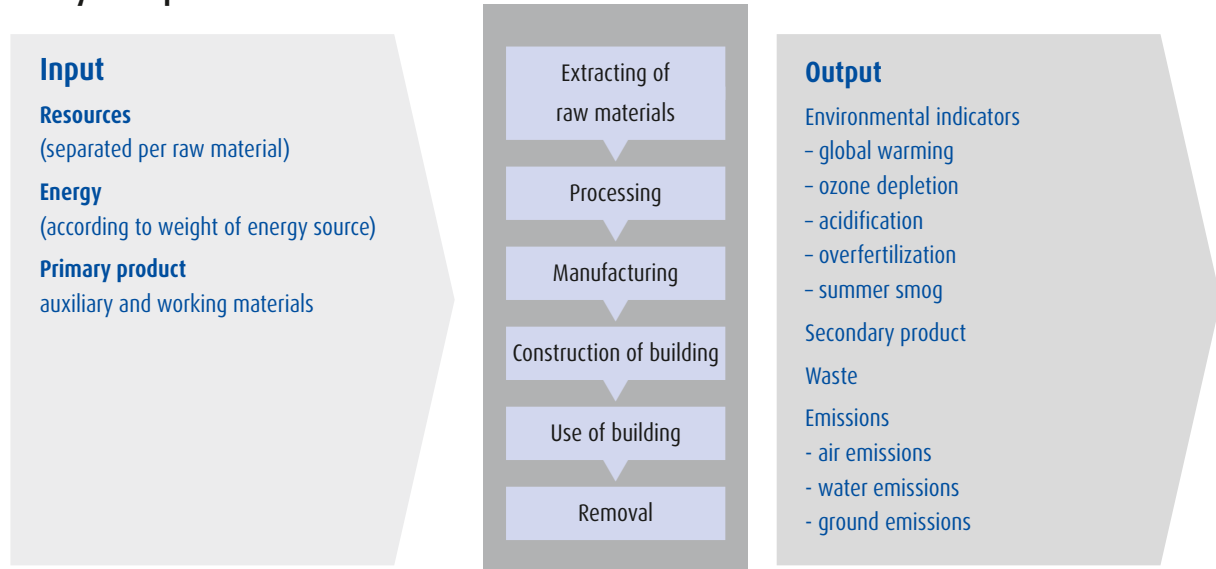 Input
Resources
(separated per raw material)
Energy
(according to weight of energy source)
Primary product
auxiliary and working materials
Extracting of
raw materials
Processing
Manufacturing
Construction of building
Use of building
Removal
Output
Environmental indicators
– global warming
– ozone depletion
– acidification
– overfertilization
– summer smog
Secondary product
Waste
Emissions
- air emissions
- water emissions
- ground emissions